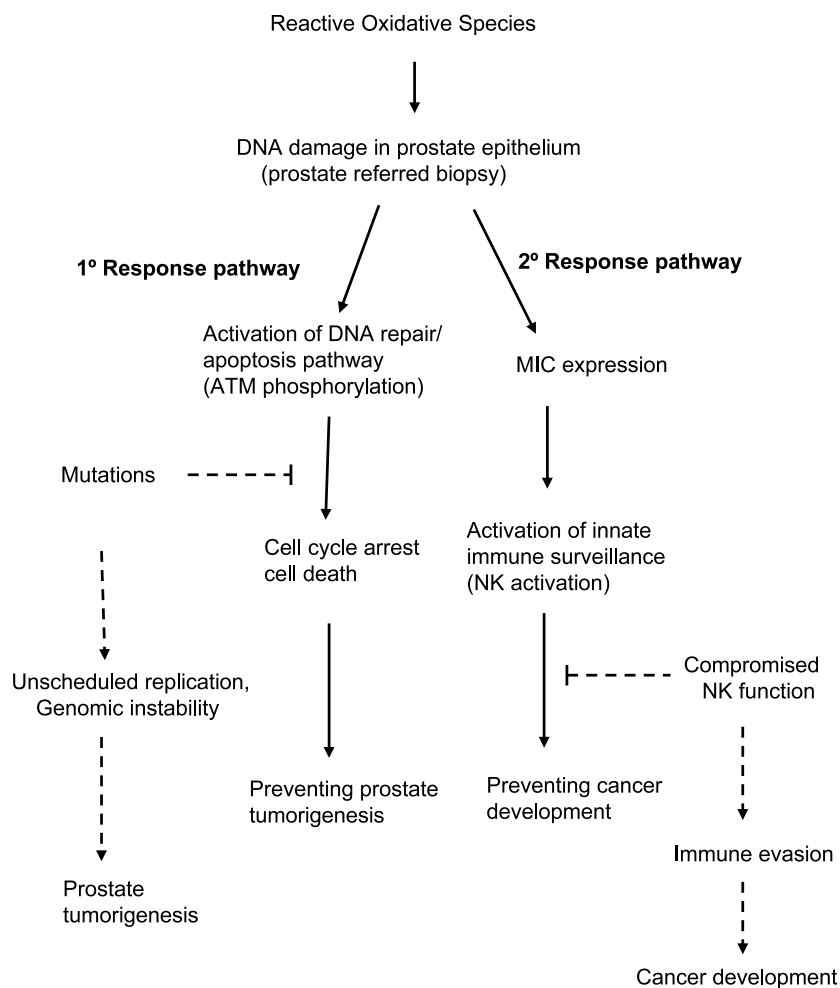 Reactive Oxidative Species
DNA damage in prostate epithelium
(prostate referred biopsy)
1º Response pathway
2º Response pathway
Activation of DNA repair/
apoptosis pathway
(ATM phosphorylation)
MIC expression
Mutations
Cell cycle arrest
cell death
Activation of innate
immune surveillance
(NK activation)
Unscheduled replication,
Genomic instability
Compromised
NK function
Preventing prostate
tumorigenesis
Preventing cancer
development
Immune evasion
Prostate
tumorigenesis
Cancer development